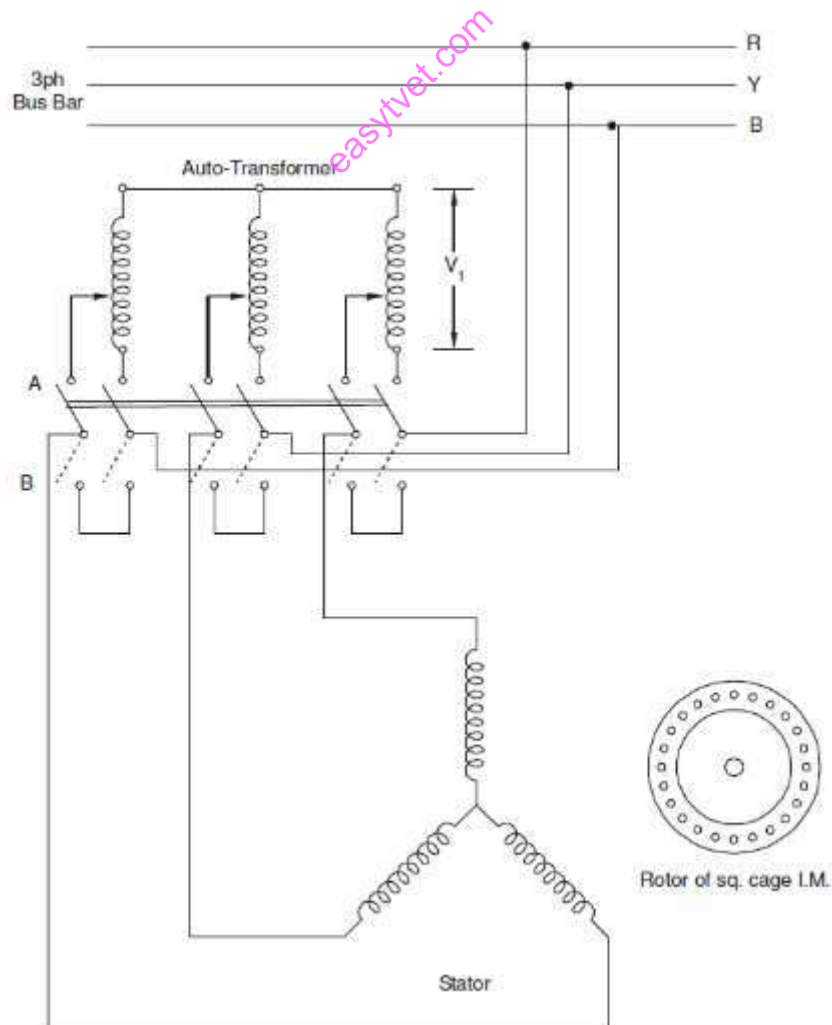 R
3ph
Bus Bar
Y
B
easytvet.com
Auto-Transformer
V1
A
B
Rotor of sq. cage I.M.
Stator